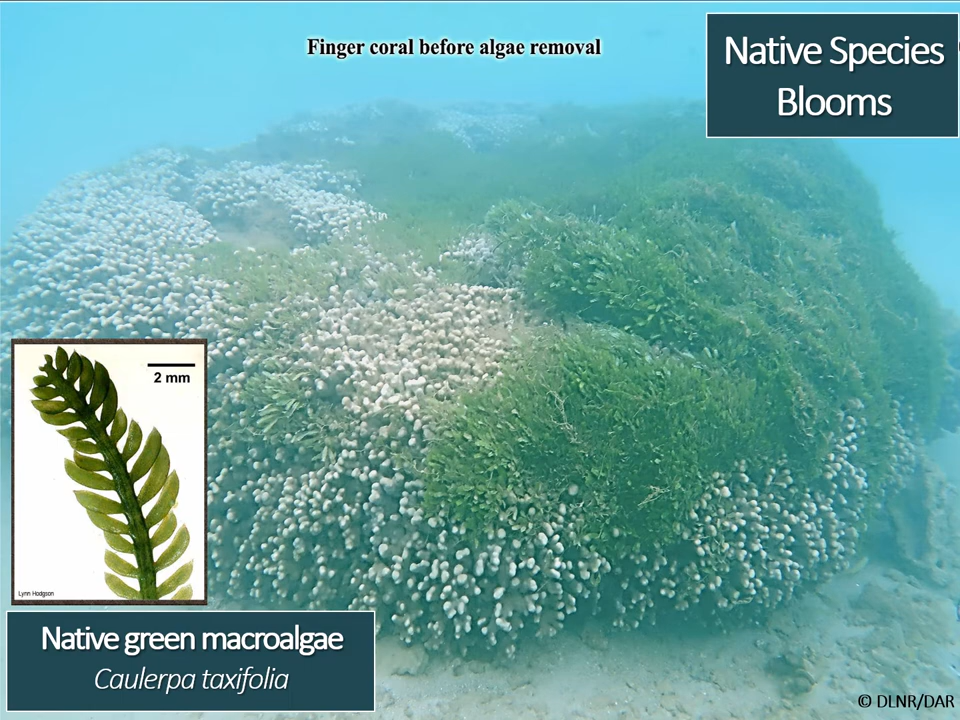 Finger coral before algae removal
Native Species
Blooms
2 mm
Lynn Hodgson
Native green macroalgae
Caulerpa taxifolia
© DLNR/DAR